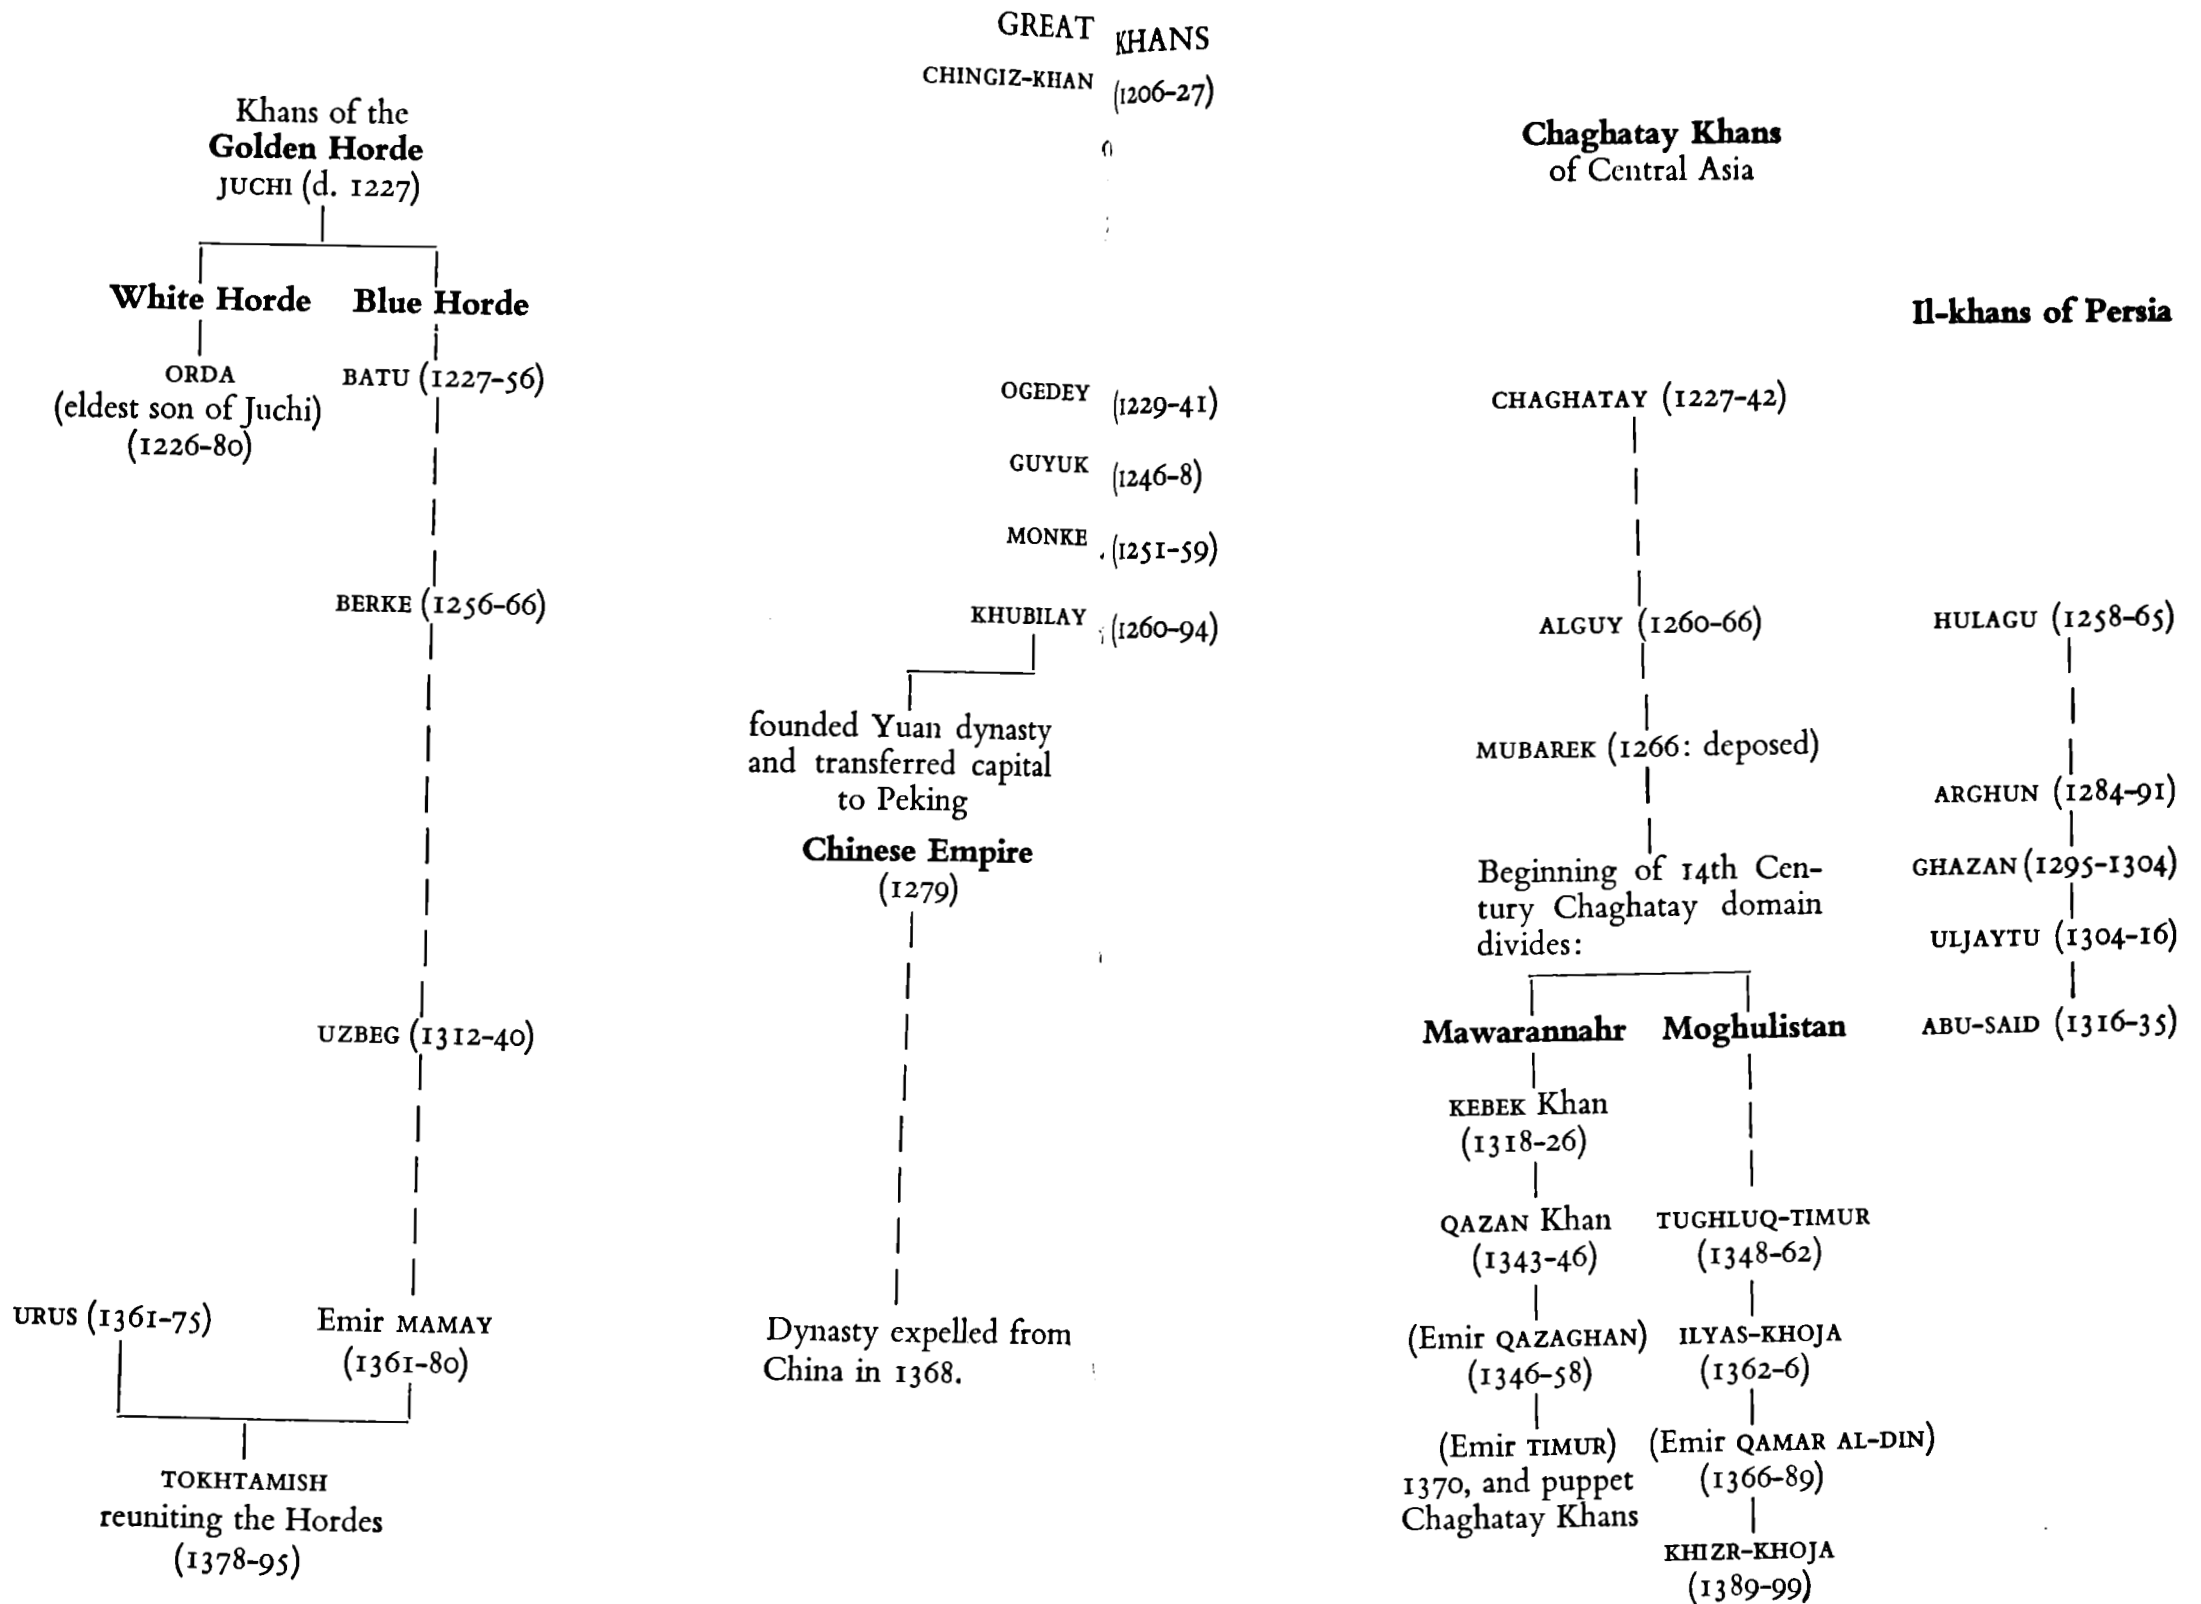 GREAT KHANS
CHINGIZ-KHAN (1206-27)
Khans of the
Golden Horde
JUCHI (d. 1227)
White Horde Blue Horde
ORDA
(eldest son of Juchi)
(1226-80)
BATU (1227-56)
BERKE (1256-66)
UZBEG (1312-40)
URUS (1361-75)
Emir MAMAY
(1361-80)
TOKHTAMISH
reuniting the Hordes
(1378-95)
OGEDEY (1229-41)
GUYUK (1246-8)
MONKE (1251-59)
KHUBILAY (1260-94)
founded Yuan dynasty
and transferred capital
to Peking
Chinese Empire
(1279)
Dynasty expelled from
China in 1368.
Chaghatay Khans
of Central Asia
CHAGHATAY (1227-42)
ALGUY (1260-66)
MUBAREK (1266: deposed)
Beginning of 14th Cen-
tury Chaghatay domain
divides:
Mawarannahr Moghulistan
KEBEK Khan
(1318-26)
QAZAN Khan
(1343-46)
(Emir QAZAGHAN)
(1346-58)
(Emir TIMUR)
1370, and puppet
Chaghatay Khans
TUGHLUQ-TIMUR
(1348-62)
ILYAS-KHOJA
(1362-6)
(Emir QAMAR AL-DIN)
(1366-89)
KHIZR-KHOJA
(1389-99)
Il-khans of Persia
HULAGU (1258-65)
ARGHUN (1284-91)
GHAZAN (1295-1304)
ULJAYTU (1304-16)
ABU-SAID (1316-35)